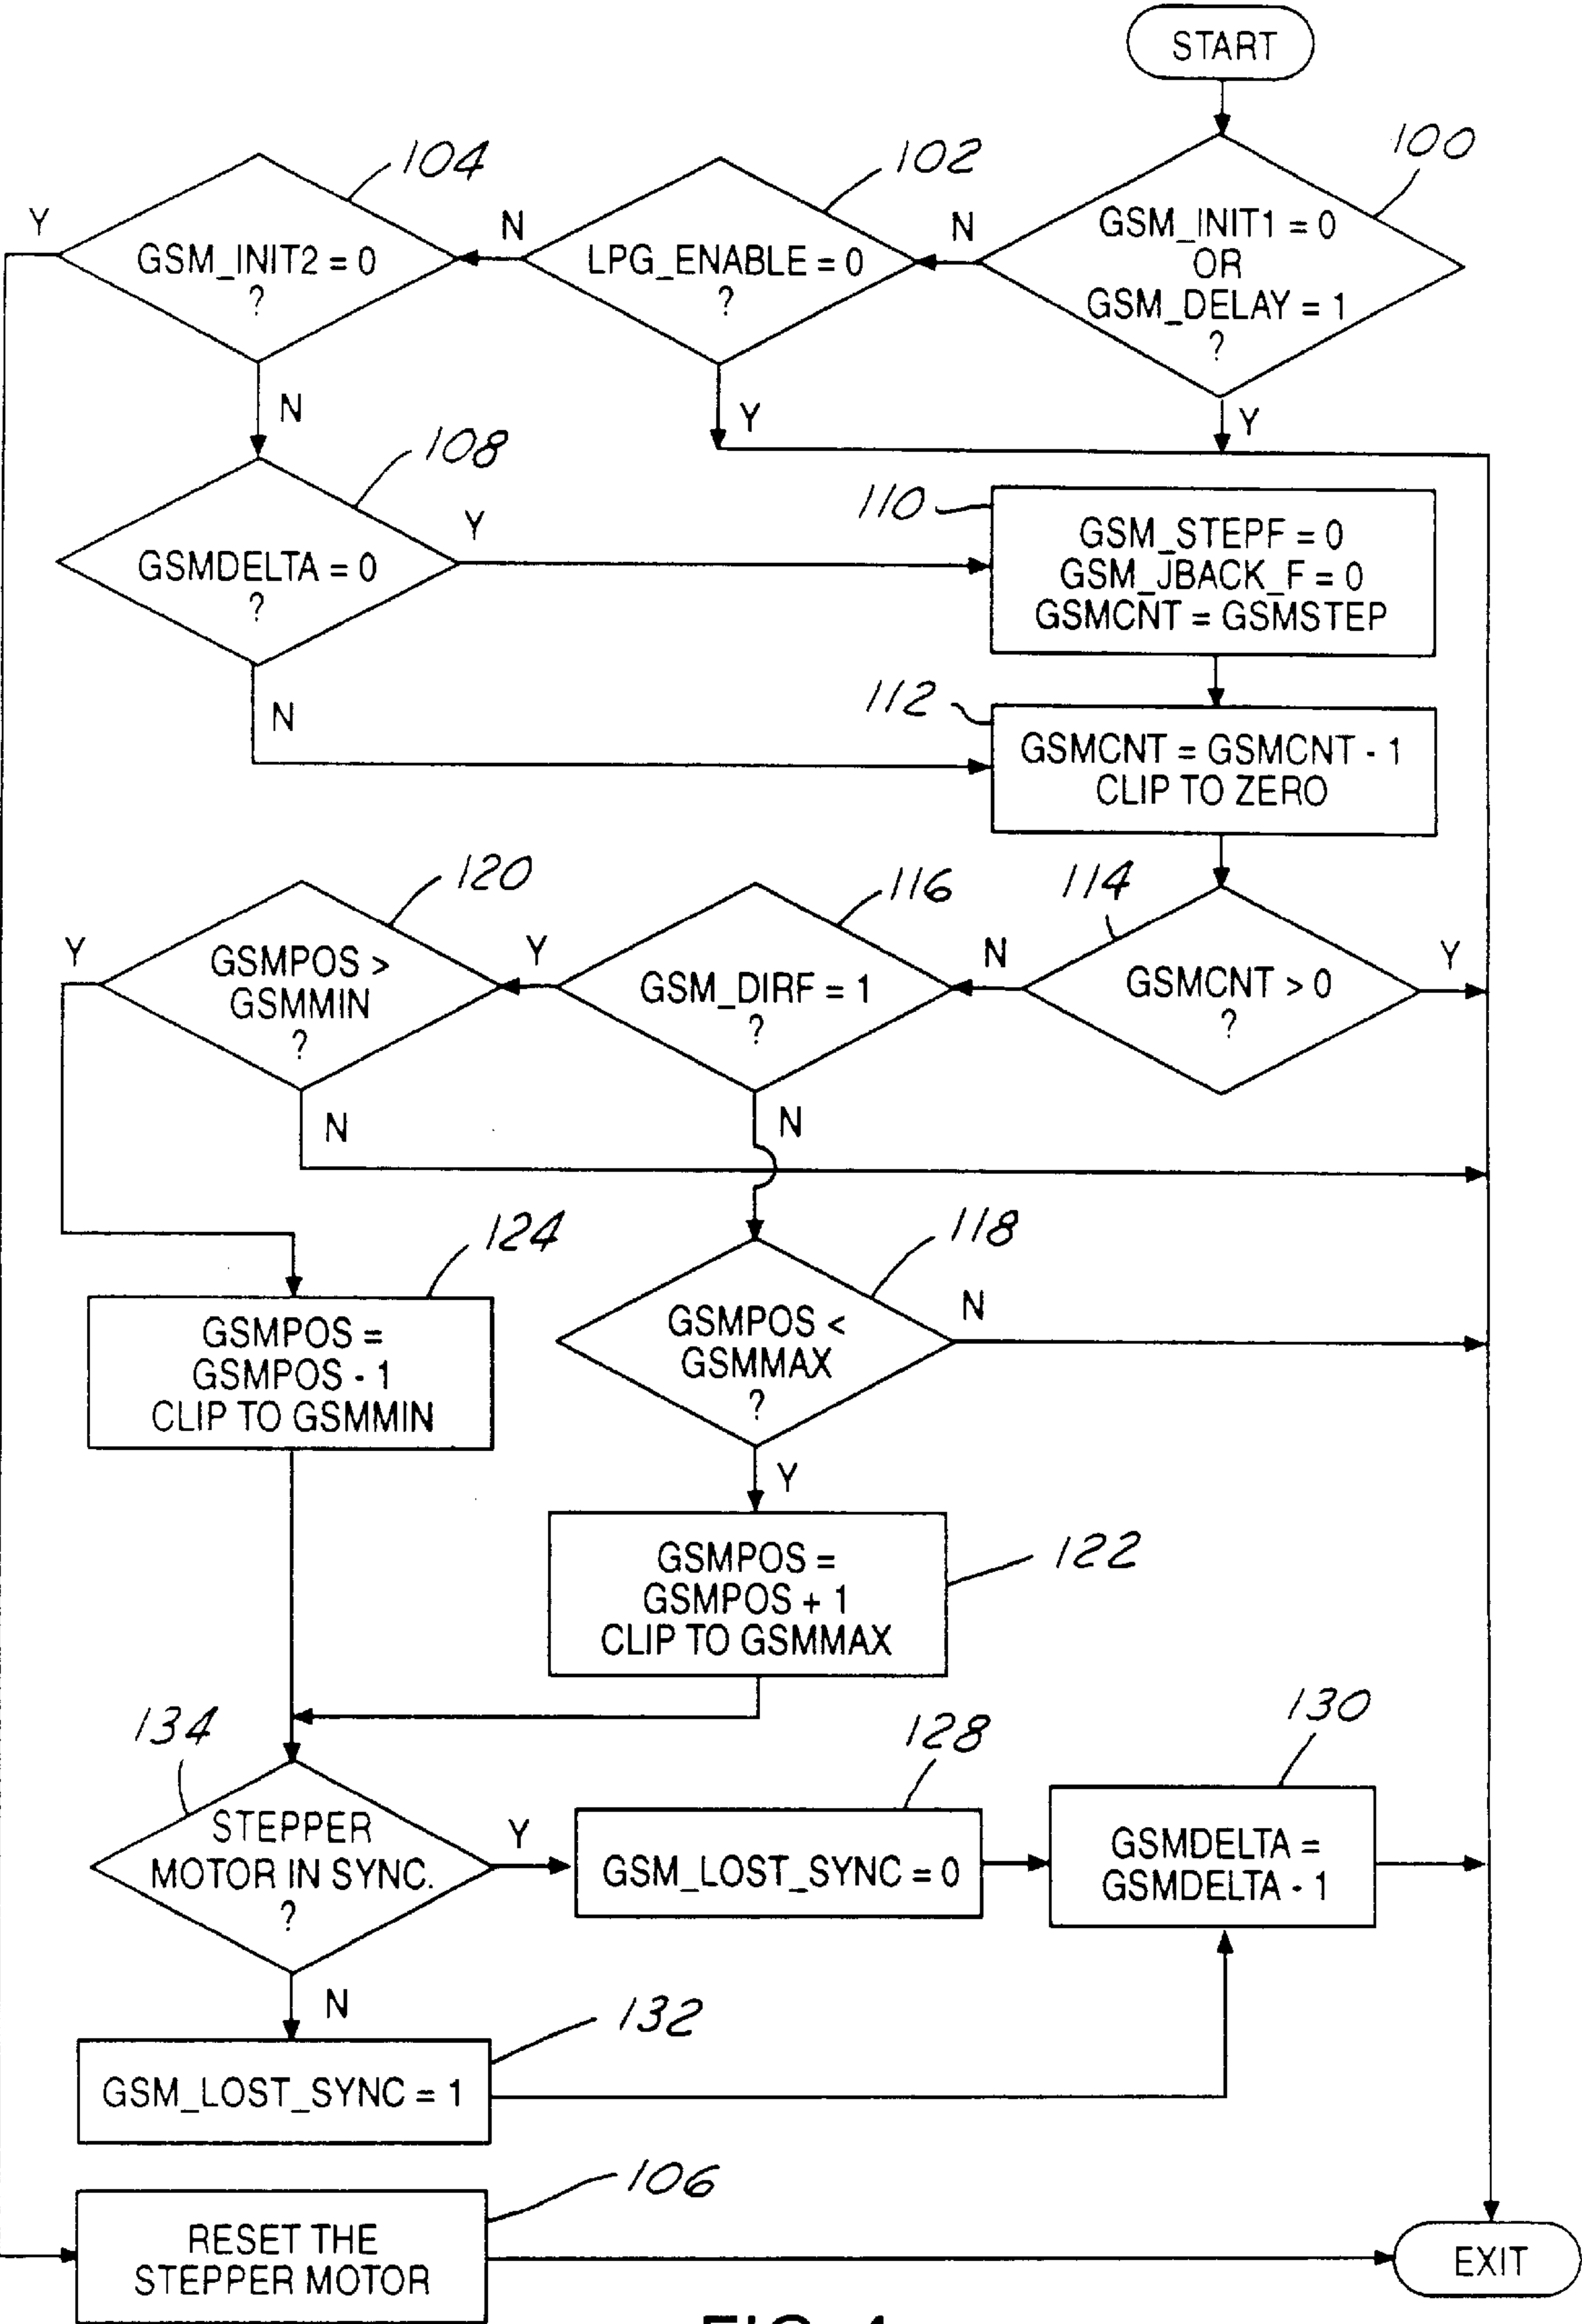 START
100
GSM_INIT1 = 0
OR
GSM_DELAY = 1
?
Y
N
102
LPG_ENABLE = 0
?
Y
N
104
GSM_INIT2 = 0
?
Y
N
108
GSMDELTA = 0
?
Y
N
110
GSM_STEPF = 0
GSM_JBACK_F = 0
GSMCNT = GSMSTEP
112
GSMCNT = GSMCNT - 1
CLIP TO ZERO
114
GSMCNT > 0
?
Y
N
116
GSM_DIRF = 1
?
Y
N
120
GSMPOS >
GSMMIN
?
Y
N
118
GSMPOS <
GSMMAX
?
N
Y
124
GSMPOS =
GSMPOS - 1
CLIP TO GSMMIN
122
GSMPOS =
GSMPOS + 1
CLIP TO GSMMAX
134
STEPPER
MOTOR IN SYNC.
?
Y
N
128
GSM_LOST_SYNC = 0
130
GSMDELTA =
GSMDELTA - 1
132
GSM_LOST_SYNC = 1
106
RESET THE
STEPPER MOTOR
EXIT